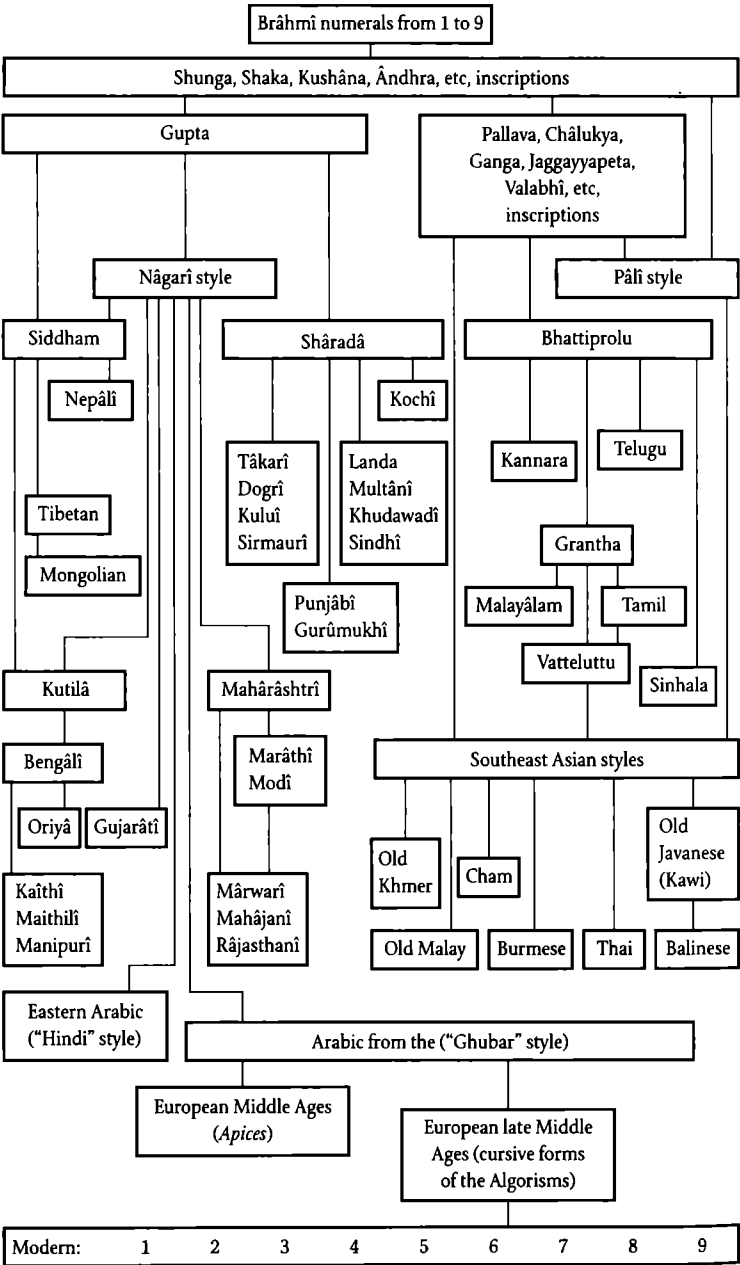 Brâhmî numerals from 1 to 9
Shunga, Shaka, Kushâna, Ândhra, etc, inscriptions
Gupta
Pallava, Châlukya,
Ganga, Jaggayyapeta,
Valabhî, etc,
inscriptions
Nâgarî style
Pâlî style
Siddham
Shâradâ
Bhattiprolu
Nepâlî
Kochî
Tâkarî
Dogrî
Kuluî
Sirmaurî
Landa
Multânî
Khudawadî
Sindhî
Kannara
Telugu
Tibetan
Mongolian
Grantha
Punjâbî
Gurûmukhî
Malayâlam
Tamil
Vatteluttu
Kutilâ
Mahârâshtrî
Sinhala
Bengâlî
Marâthî
Modî
Southeast Asian styles
Oriyâ
Gujarâtî
Old
Khmer
Cham
Old
Javanese
(Kawi)
Kaîthî
Maithilî
Manipurî
Mârwarî
Mahâjanî
Râjasthanî
Old Malay
Burmese
Thai
Balinese
Eastern Arabic
(“Hindi” style)
Arabic from the (“Ghubar” style)
European Middle Ages
(Apices)
European late Middle
Ages (cursive forms
of the Algorisms)
Modern: 1 2 3 4 5 6 7 8 9